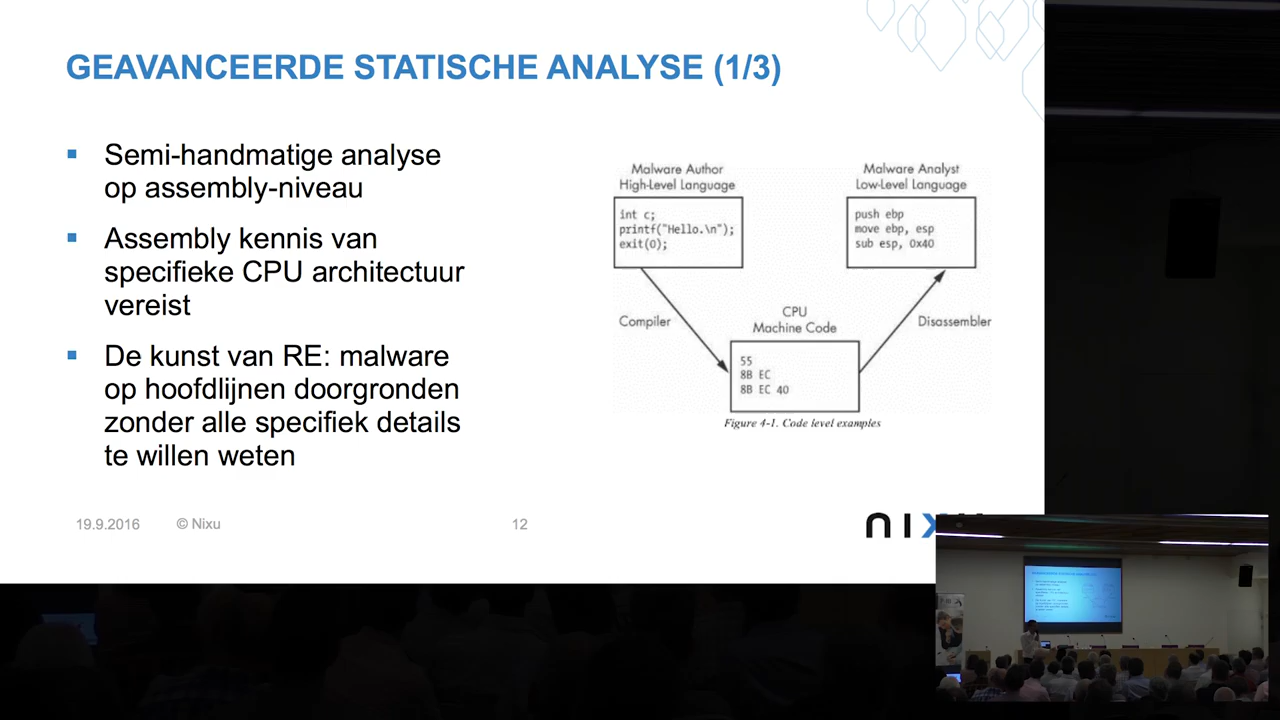 GEAVANCEERDE STATISCHE ANALYSE (1/3)
Semi-handmatige analyse
op assembly-niveau
Assembly kennis van
specifieke CPU architectuur
vereist
De kunst van RE: malware
op hoofdlijnen doorgronden
zonder alle specifiek details
te willen weten
Malware Author
High-Level Language
int c;
printf("Hello.\n");
exit(0);
Malware Analyst
Low-Level Language
push ebp
move ebp, esp
sub esp, 0x40
Compiler
CPU
Machine Code
Disassembler
55
8B EC
8B EC 40
Figure 4-1. Code level examples
19.9.2016
© Nixu
12